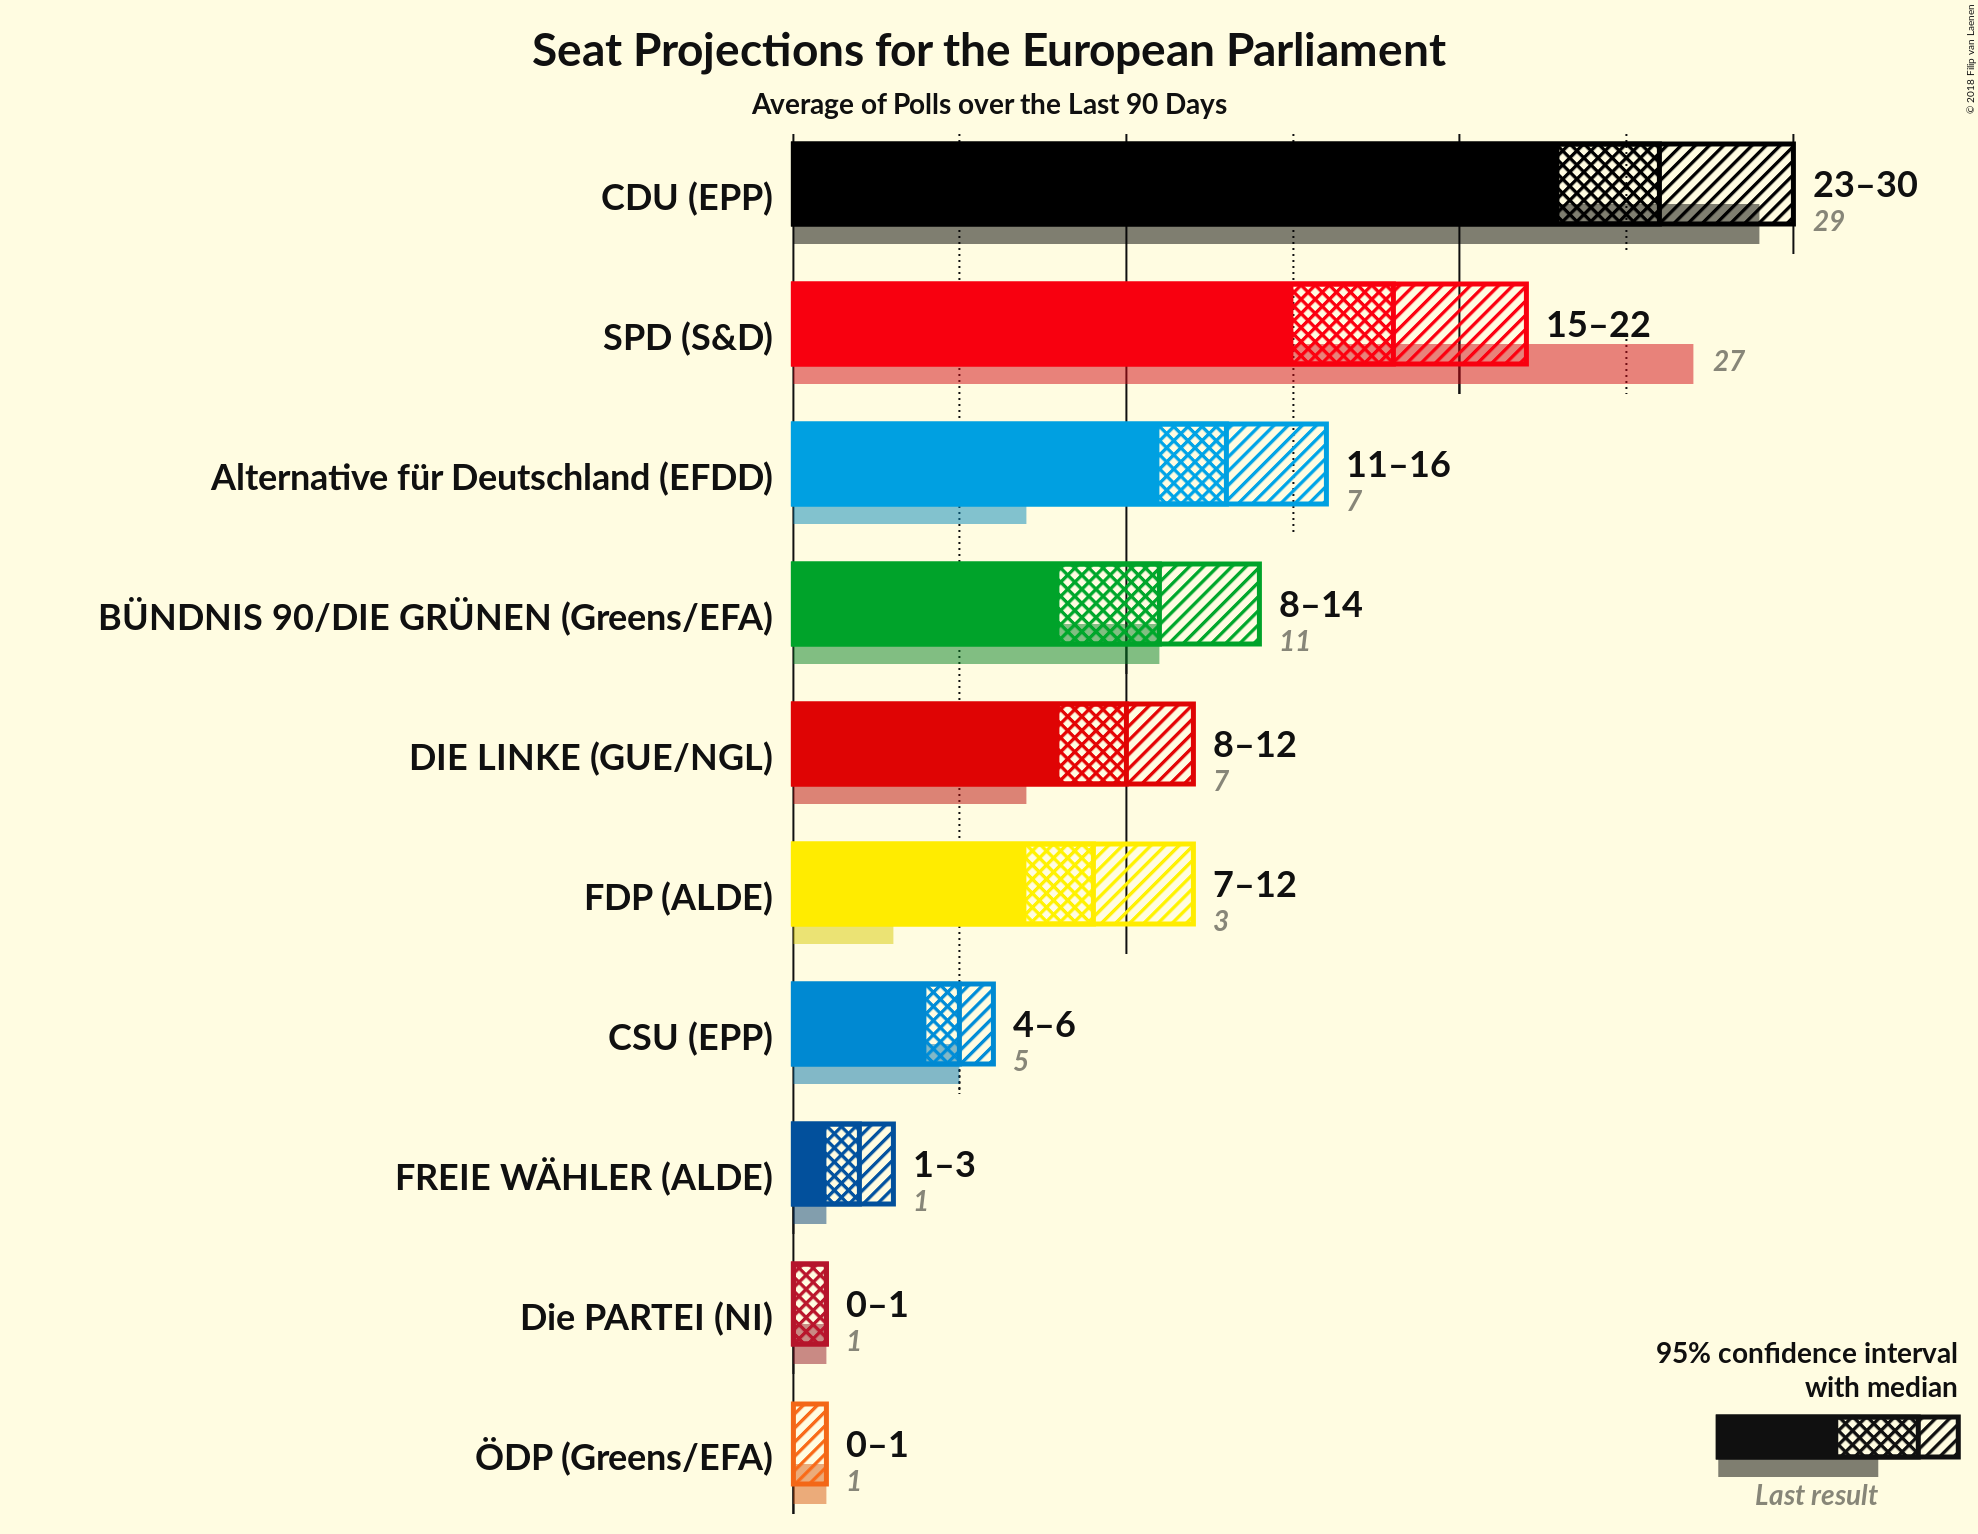 Seat Projections for the European Parliament
Average of Polls over the Last 90 Days
© 2018 Filip van Laenen
CDU (EPP)
23–30
29
SPD (S&D)
15–22
27
Alternative für Deutschland (EFDD)
11–16
7
BÜNDNIS 90/DIE GRÜNEN (Greens/EFA)
8–14
11
DIE LINKE (GUE/NGL)
8–12
7
FDP (ALDE)
7–12
3
CSU (EPP)
4–6
5
FREIE WÄHLER (ALDE)
1–3
1
Die PARTEI (NI)
0–1
1
ÖDP (Greens/EFA)
0–1
1
95% confidence interval
with median
Last result